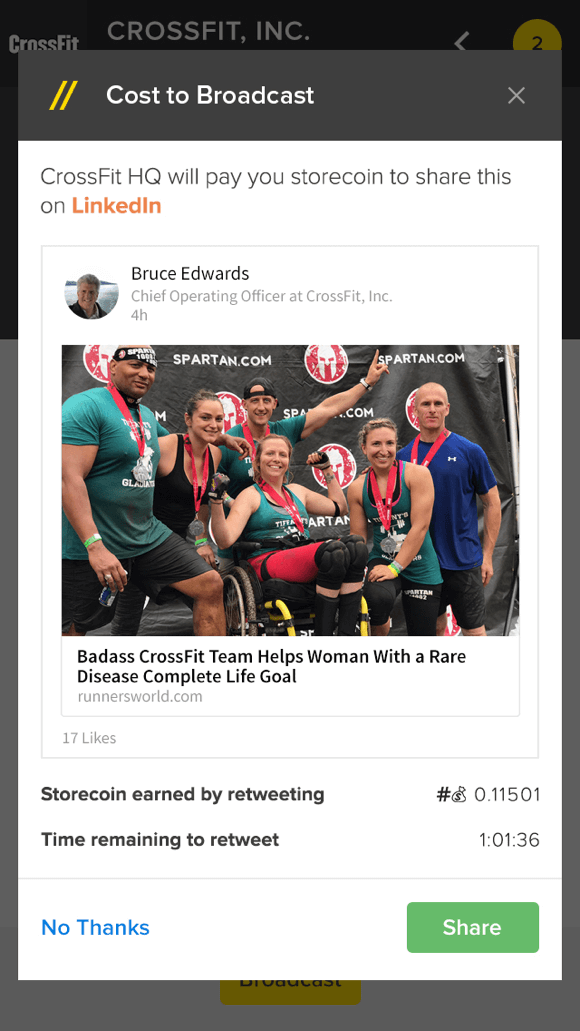 CrossFit
CROSSFIT, INC.
2
Cost to Broadcast
CrossFit HQ will pay you storecoin to share this
on LinkedIn
Bruce Edwards
Chief Operating Officer at CrossFit, Inc.
4h
SPARTAN.COM
SPARTAN.COM
SPARTAN
Badass CrossFit Team Helps Woman With a Rare
Disease Complete Life Goal
runnersworld.com
17 Likes
Storecoin earned by retweeting
#💰 0.11501
Time remaining to retweet
1:01:36
No Thanks
Share
Broadcast